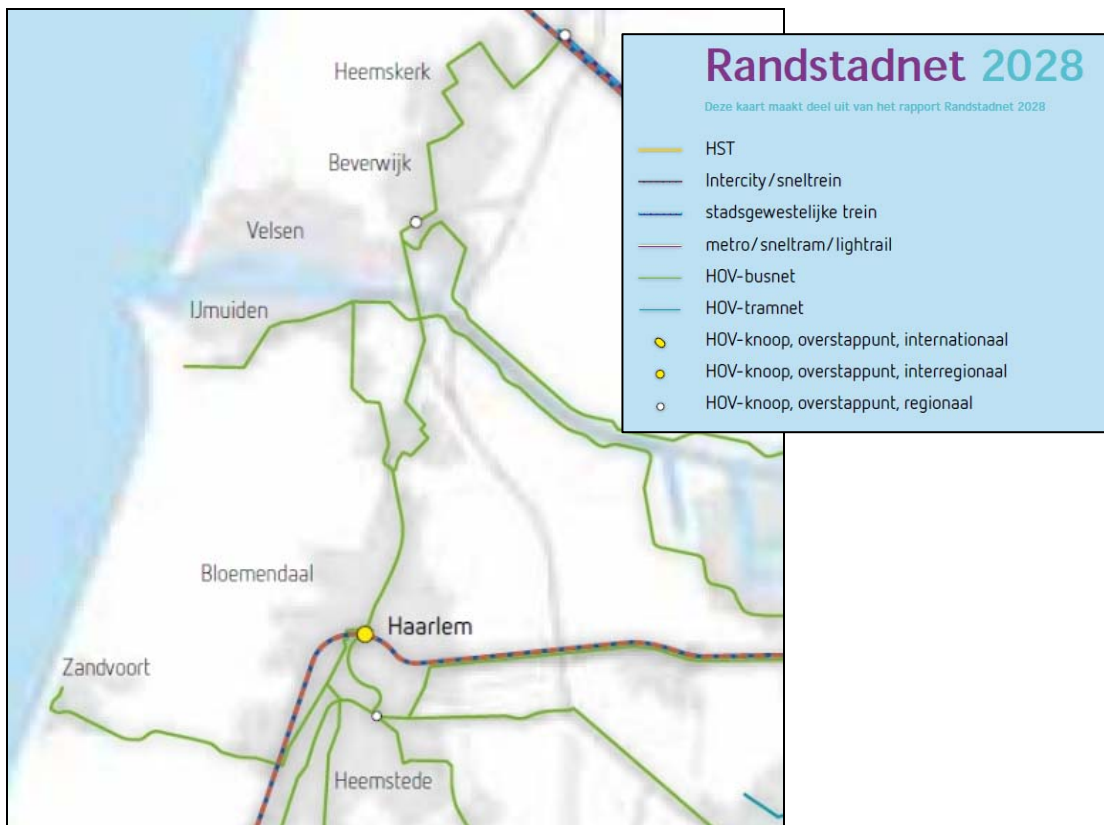 Heemskerk
Beverwijk
Velsen
IJmuiden
Bloemendaal
Haarlem
Zandvoort
Heemstede
Randstadnet 2028
Deze kaart maakt deel uit van het rapport Randstadnet 2028
HST
Intercity/sneltrein
stadsgewestelijke trein
metro/sneltram/lightrail
HOV-busnet
HOV-tramnet
HOV-knoop, overstappunt, internationaal
HOV-knoop, overstappunt, interregionaal
HOV-knoop, overstappunt, regionaal